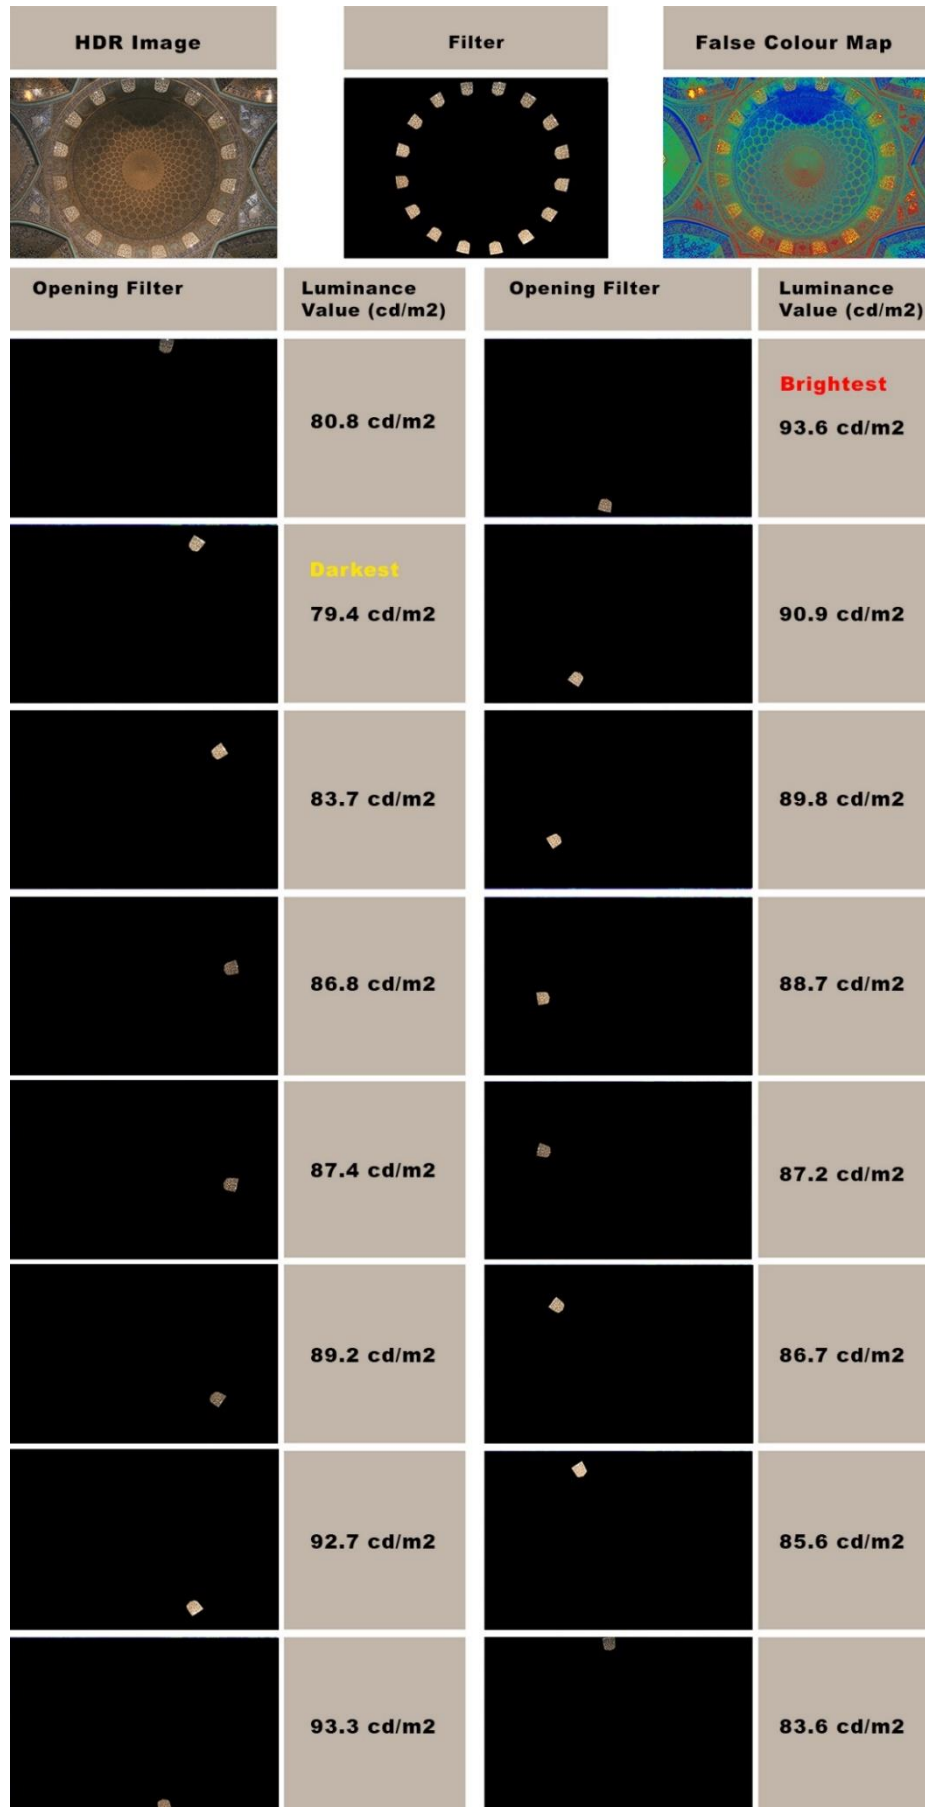 HDR Image
Filter
False Colour Map
Opening Filter
Luminance
Value (cd/m2)
Opening Filter
Luminance
Value (cd/m2)
80.8 cd/m2
Brightest
93.6 cd/m2
Darkest
79.4 cd/m2
90.9 cd/m2
83.7 cd/m2
89.8 cd/m2
86.8 cd/m2
88.7 cd/m2
87.4 cd/m2
87.2 cd/m2
89.2 cd/m2
86.7 cd/m2
92.7 cd/m2
85.6 cd/m2
93.3 cd/m2
83.6 cd/m2